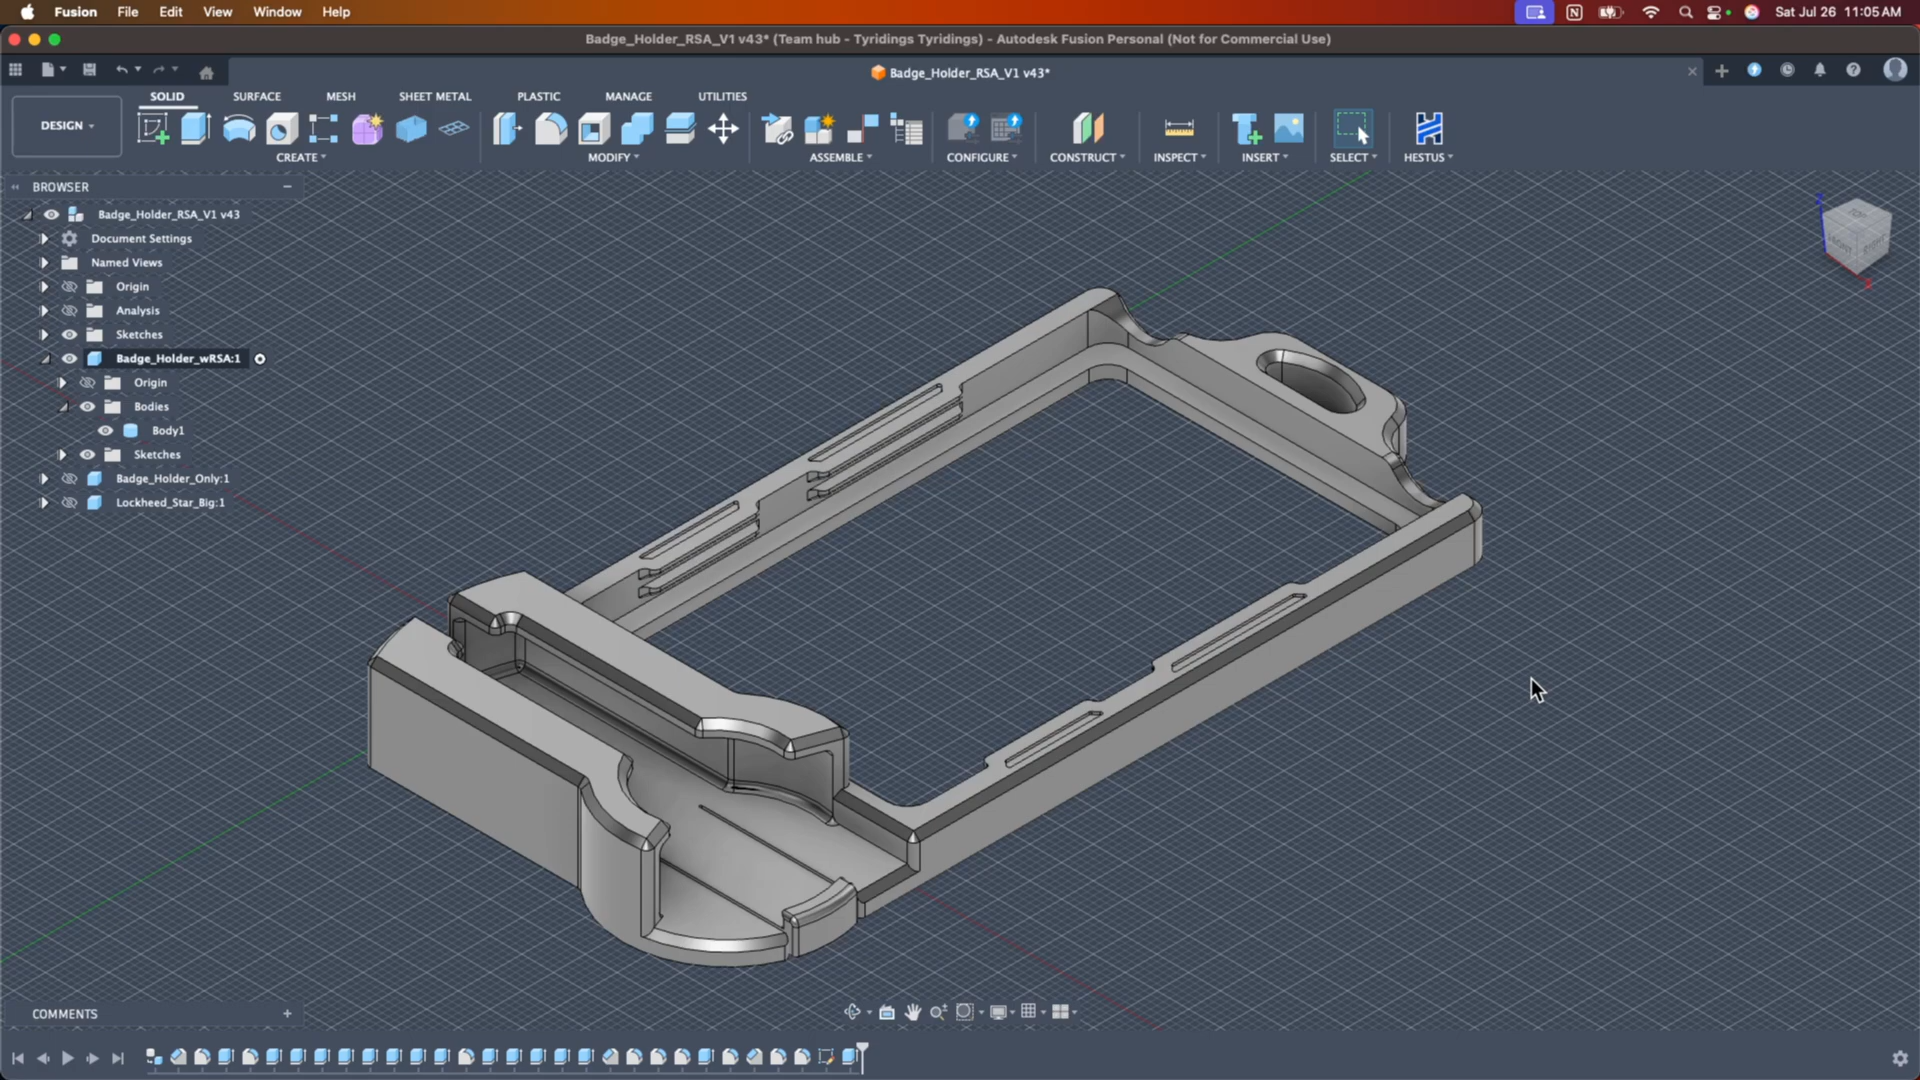 Fusion File Edit View Window Help
Sat Jul 26 11:05 AM
Badge_Holder_RSA_V1 v43* (Team hub - Tyridings Tyridings) - Autodesk Fusion Personal (Not for Commercial Use)
Badge_Holder_RSA_V1 v43*
SOLID SURFACE MESH SHEET METAL PLASTIC MANAGE UTILITIES
DESIGN
CREATE MODIFY ASSEMBLE CONFIGURE CONSTRUCT INSPECT INSERT SELECT HESTUS
BROWSER
Badge_Holder_RSA_V1 v43
Document Settings
Named Views
Origin
Analysis
Sketches
Badge_Holder_wRSA:1
Origin
Bodies
Body1
Sketches
Badge_Holder_Only:1
Lockheed_Star_Big:1
TOP
FRONT RIGHT
Z
X
COMMENTS